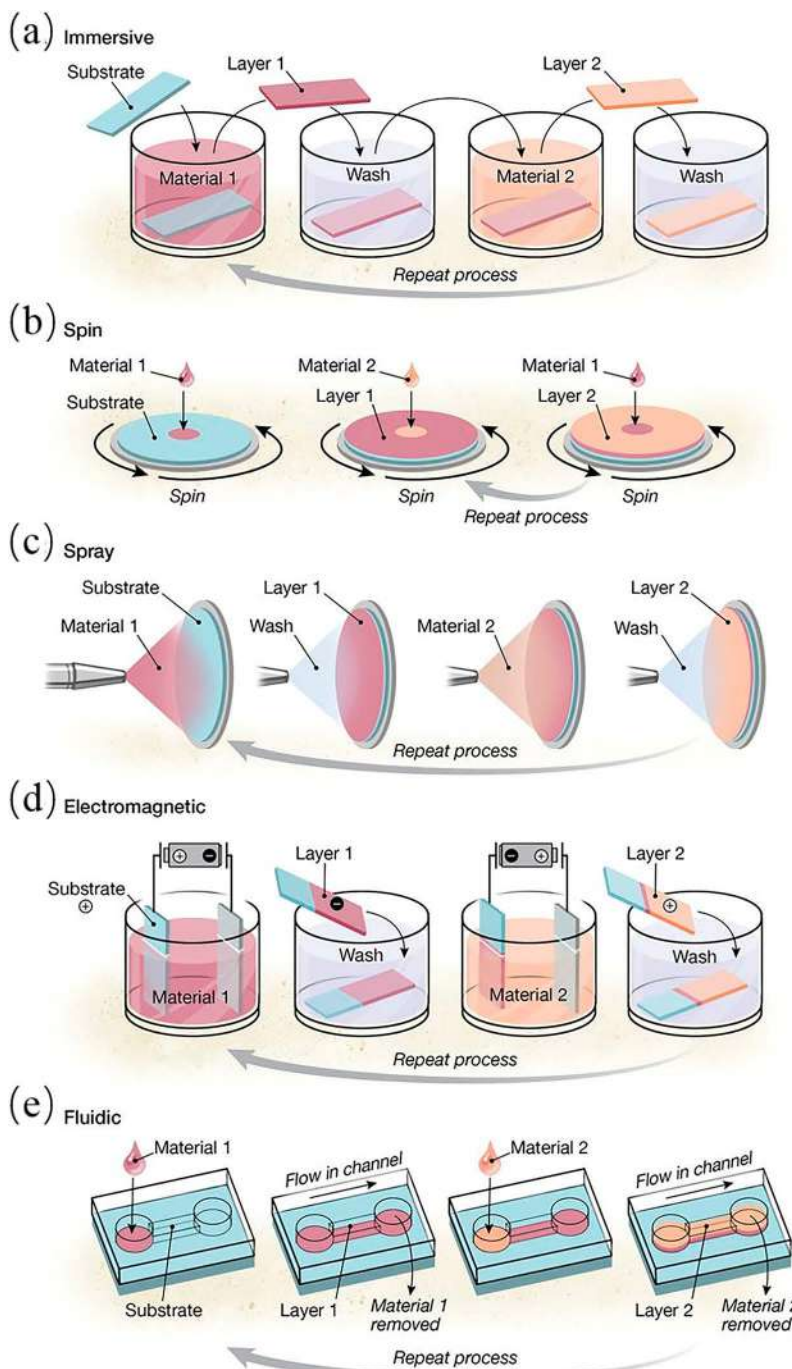 (a) Immersive
Substrate
Layer 1
Layer 2
Material 1
Wash
Material 2
Wash
Repeat process
(b) Spin
Material 1
Material 2
Material 1
Substrate
Layer 1
Layer 2
Spin
Spin
Spin
Repeat process
(c) Spray
Substrate
Layer 1
Layer 2
Material 1
Wash
Material 2
Wash
Repeat process
(d) Electromagnetic
Layer 1
Layer 2
Substrate
Wash
Wash
Material 1
Material 2
Repeat process
(e) Fluidic
Material 1
Flow in channel
Material 2
Flow in channel
Substrate
Layer 1
Material 1
removed
Layer 2
Material 2
removed
Repeat process